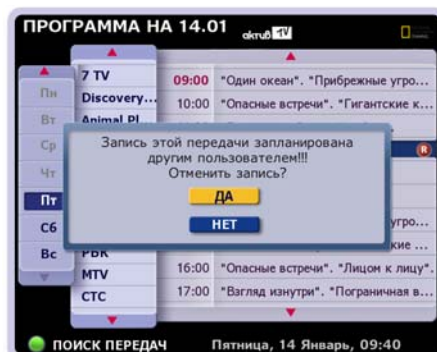 ПРОГРАММА НА 14.01 актив TV
7 TV
Discovery...
Animal Pl
09:00 "Один океан". "Прибрежные угро...
10:00 "Опасные встречи". "Гигантские к...
Пн
Вт
Ср
Чт
Пт
Сб
Вс
Запись этой передачи запланирована
другим пользователем!!!
Отменить запись?
ДА
НЕТ
R
угро...
кие ...
РБК
MTV
СТС
16:00 "Опасные встречи". "Лицом к лицу".
17:00 "Взгляд изнутри". "Пограничная в...
ПОИСК ПЕРЕДАЧ Пятница, 14 Январь, 09:40